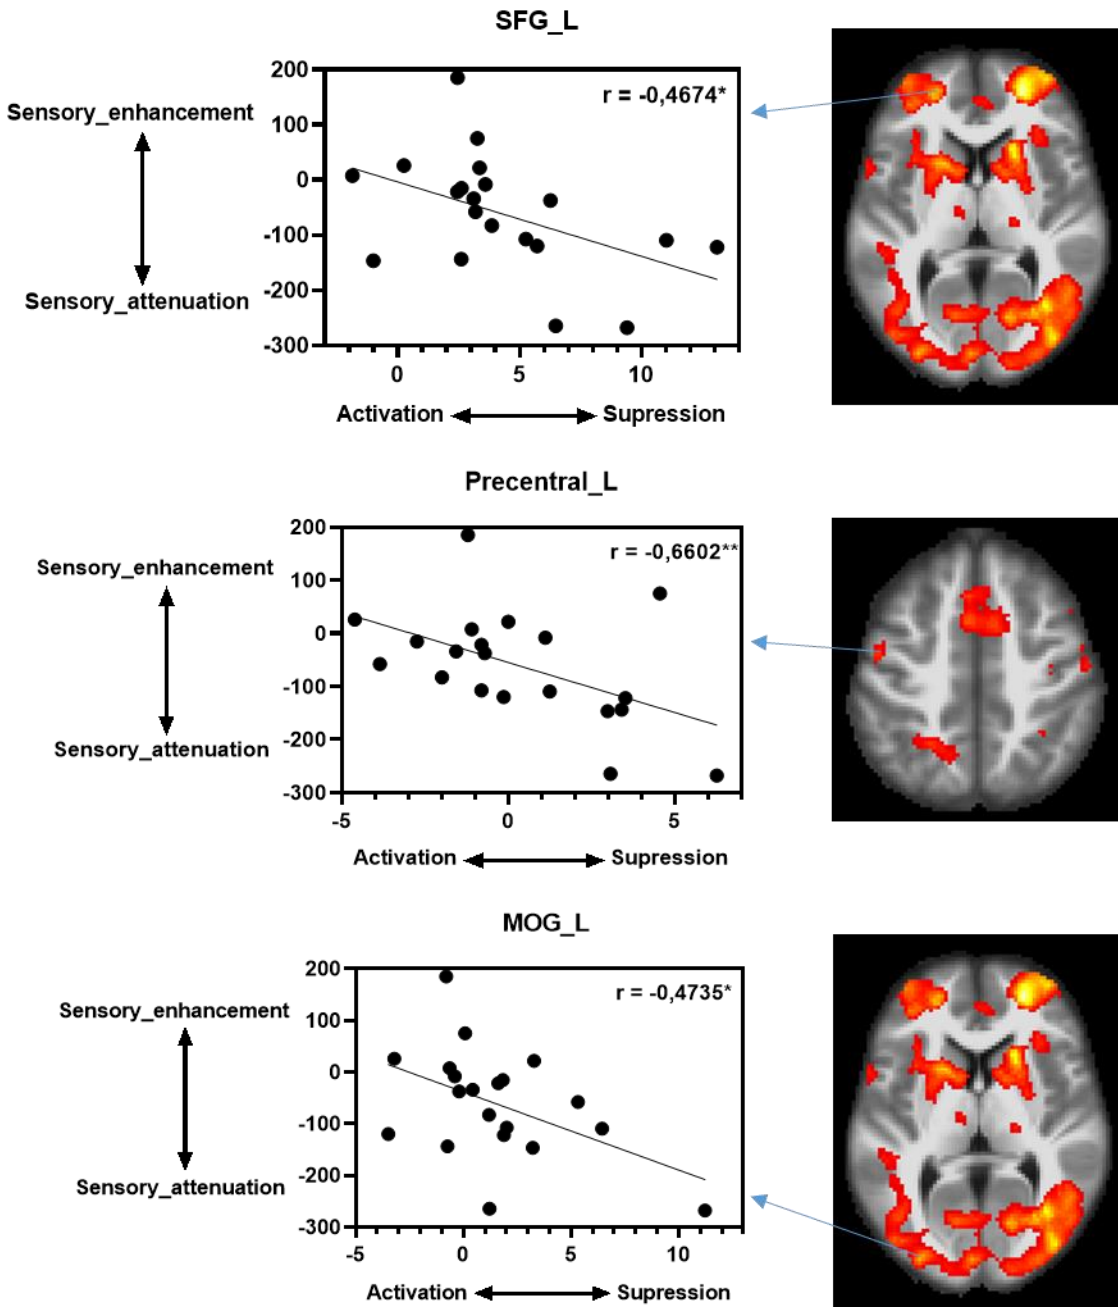 SFG_L
200
r = -0,4674*
Sensory_enhancement
100
0
-100
-200
Sensory_attenuation
-300
0 5 10
Activation Supression
Precentral_L
200
r = -0,6602**
Sensory_enhancement
100
0
-100
Sensory_attenuation
-200
-300
-5 0 5
Activation Supression
MOG_L
200
r = -0,4735*
Sensory_enhancement
100
0
-100
Sensory_attenuation
-200
-300
-5 0 5 10
Activation Supression